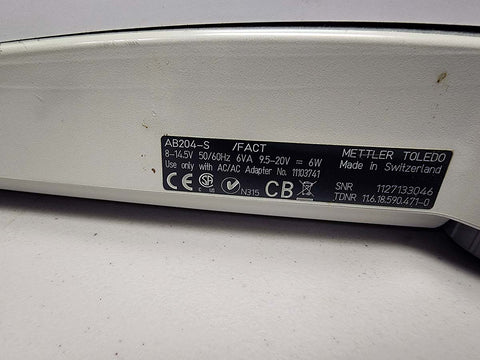 AB204-S /FACT
8-14.5V 50/60Hz 6VA 9.5-20V ⎓ 6W
Use only with AC/AC Adapter No. 11103741
METTLER TOLEDO
Made in Switzerland
CE N315 CB
SNR 1127133046
TDNR 11.6.18.590.471-0